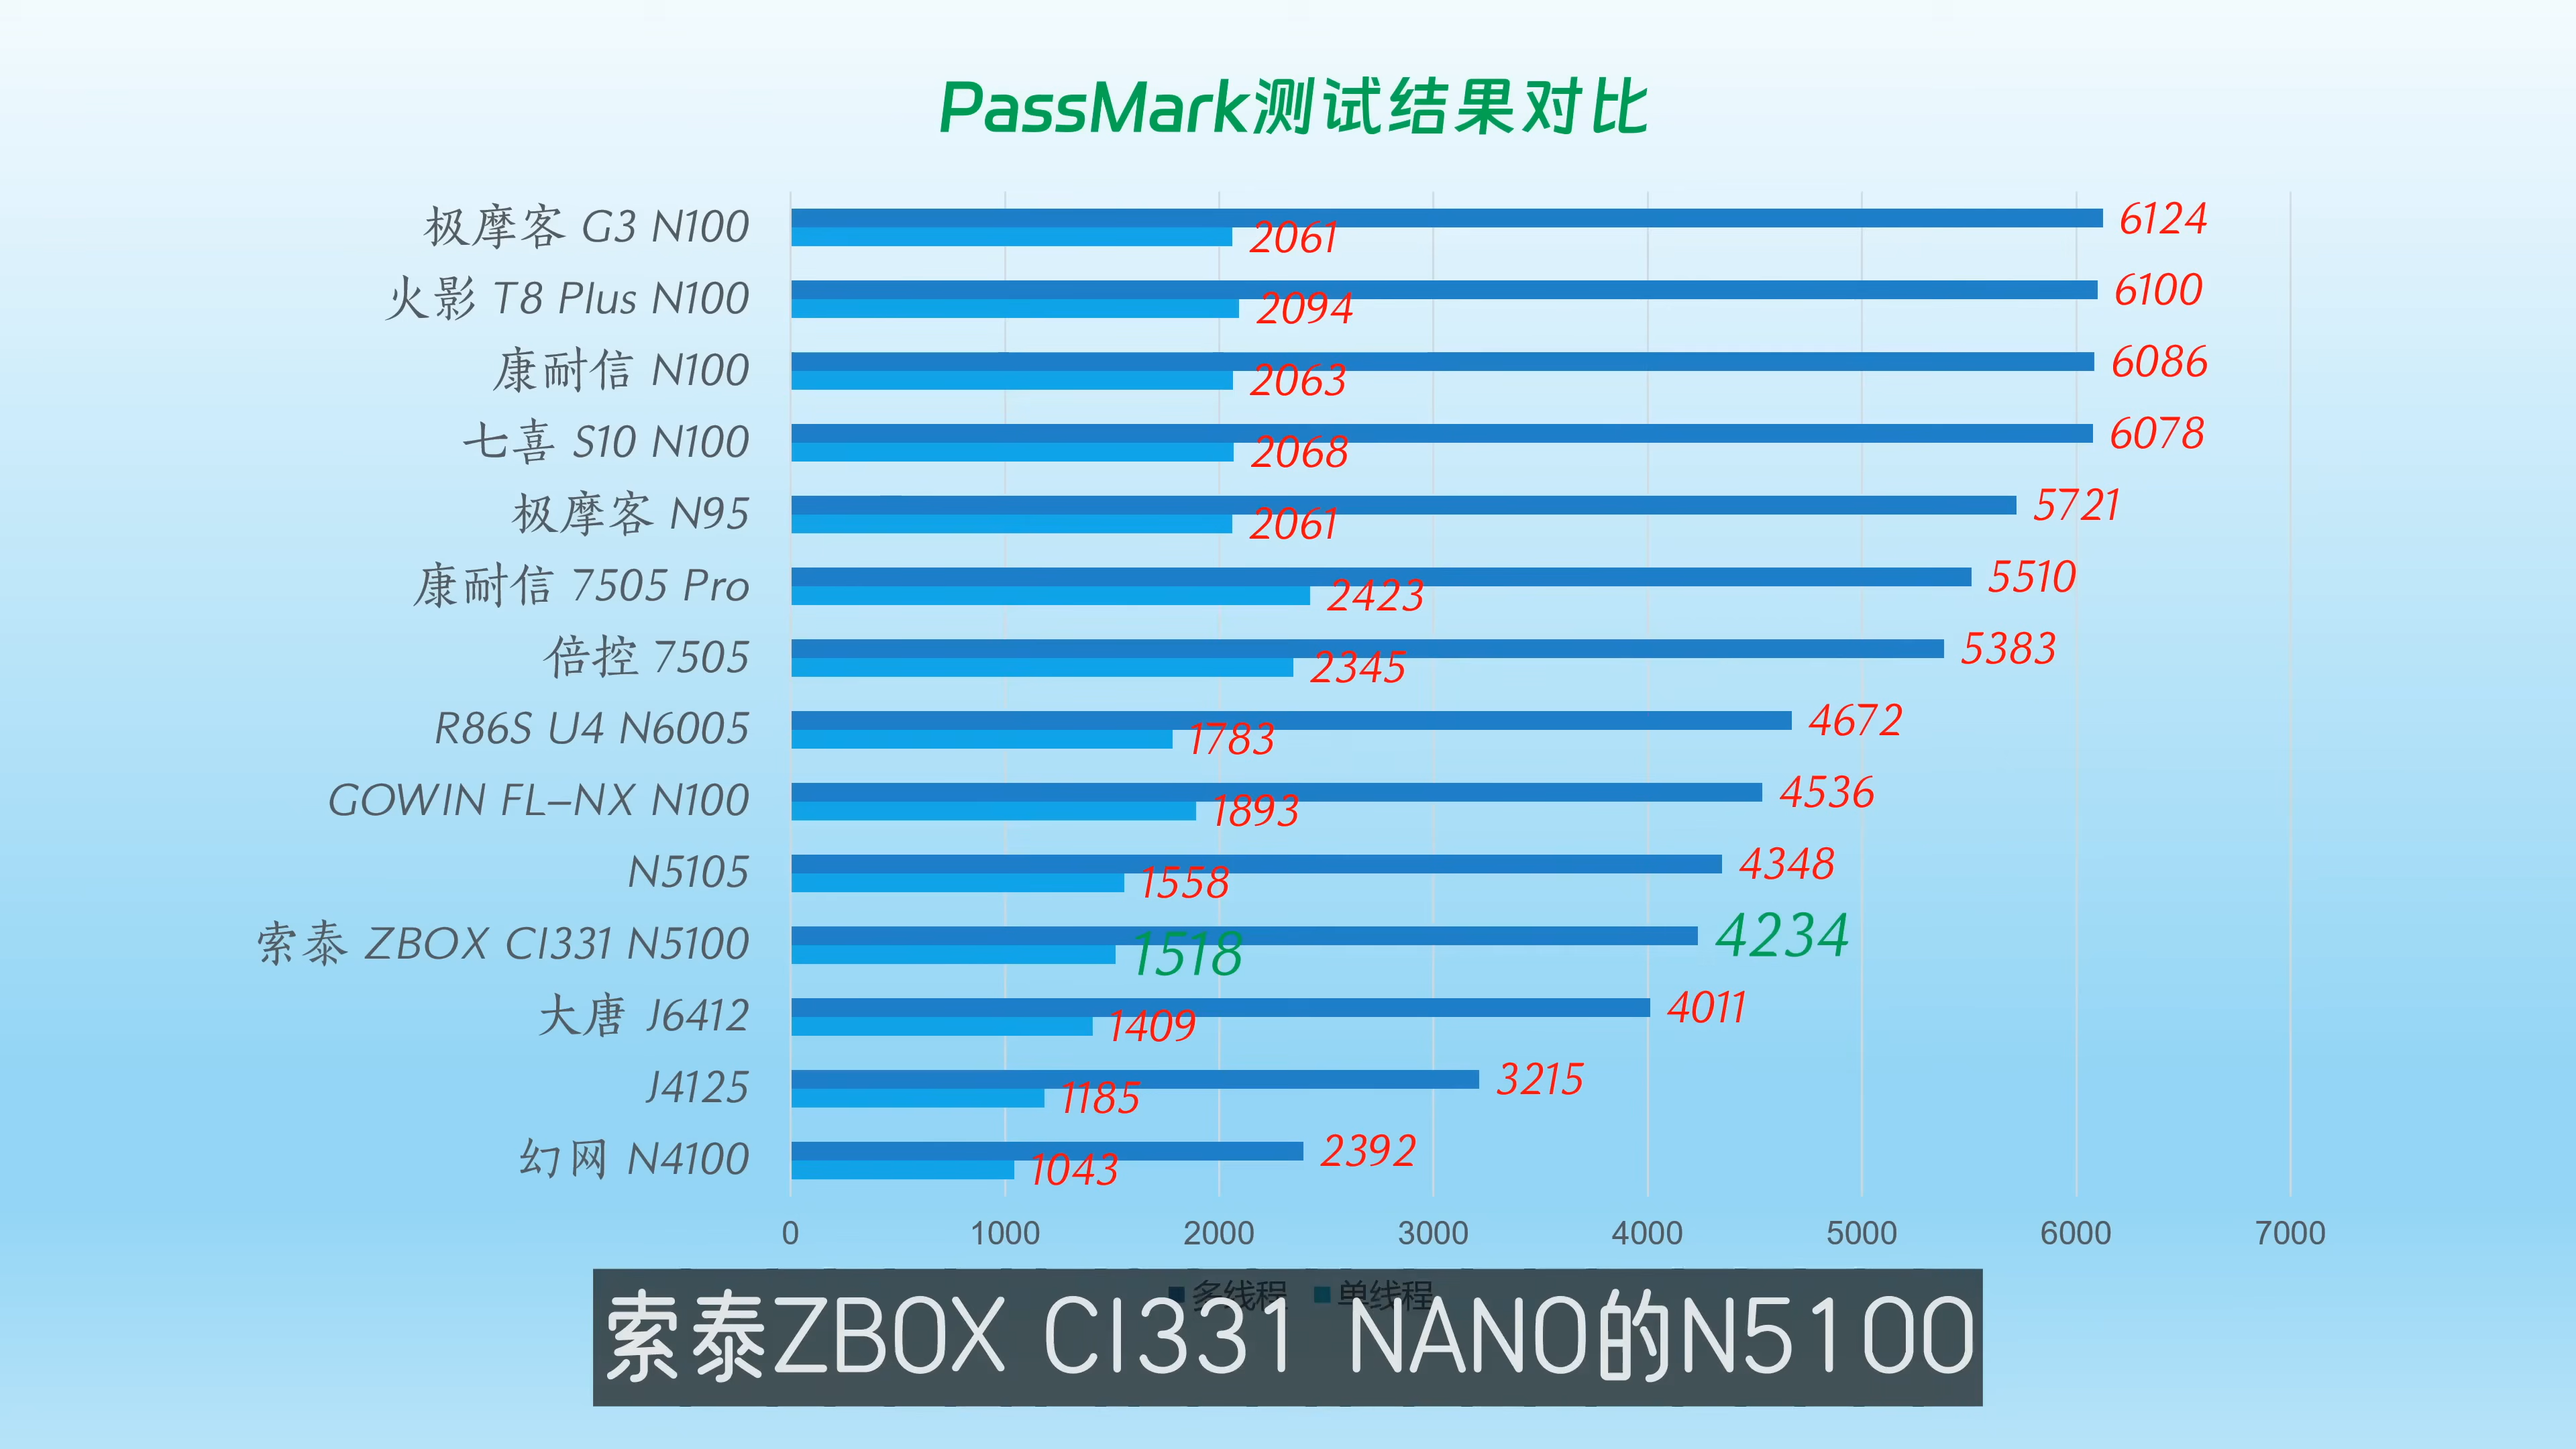 PassMark测试结果对比
极摩客 G3 N100 2061 6124
火影 T8 Plus N100 2094 6100
康耐信 N100 2063 6086
七喜 S10 N100 2068 6078
极摩客 N95 2061 5721
康耐信 7505 Pro 2423 5510
倍控 7505 2345 5383
R86S U4 N6005 1783 4672
GOWIN FL-NX N100 1893 4536
N5105 1558 4348
索泰 ZBOX CI331 N5100 1518 4234
大唐 J6412 1409 4011
J4125 1185 3215
幻网 N4100 1043 2392
0 1000 2000 3000 4000 5000 6000 7000
多线程 单线程
索泰ZBOX CI331 NANO的N5100